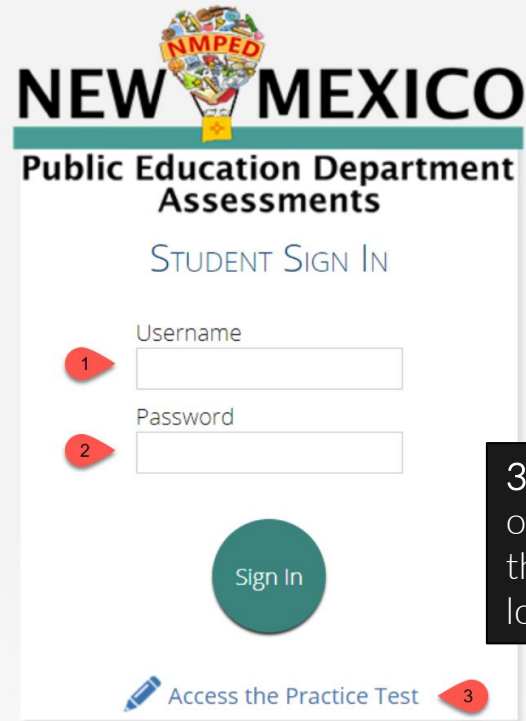 NMPED
NEW MEXICO
Public Education Department
Assessments
STUDENT SIGN IN
Username
1
Password
2
Sign In
3
Access the Practice Test 3